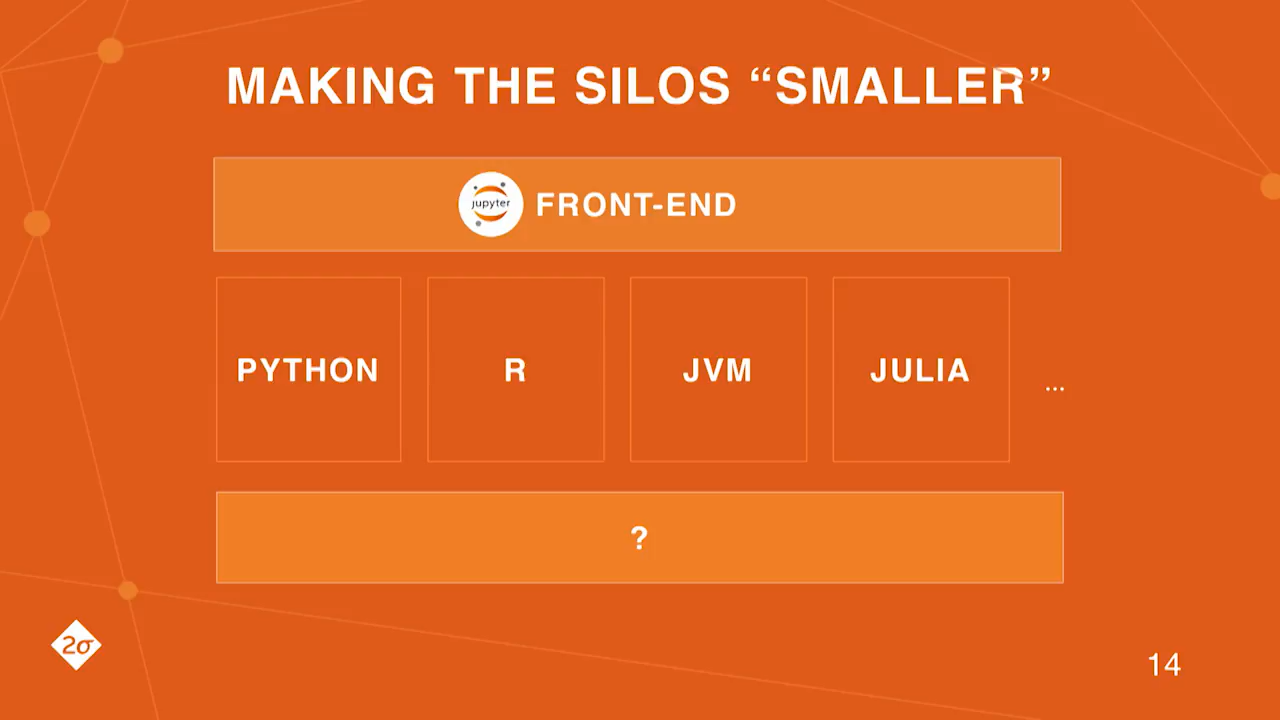 MAKING THE SILOS “SMALLER”
jupyter FRONT-END
PYTHON R JVM JULIA ...
?
2σ
14